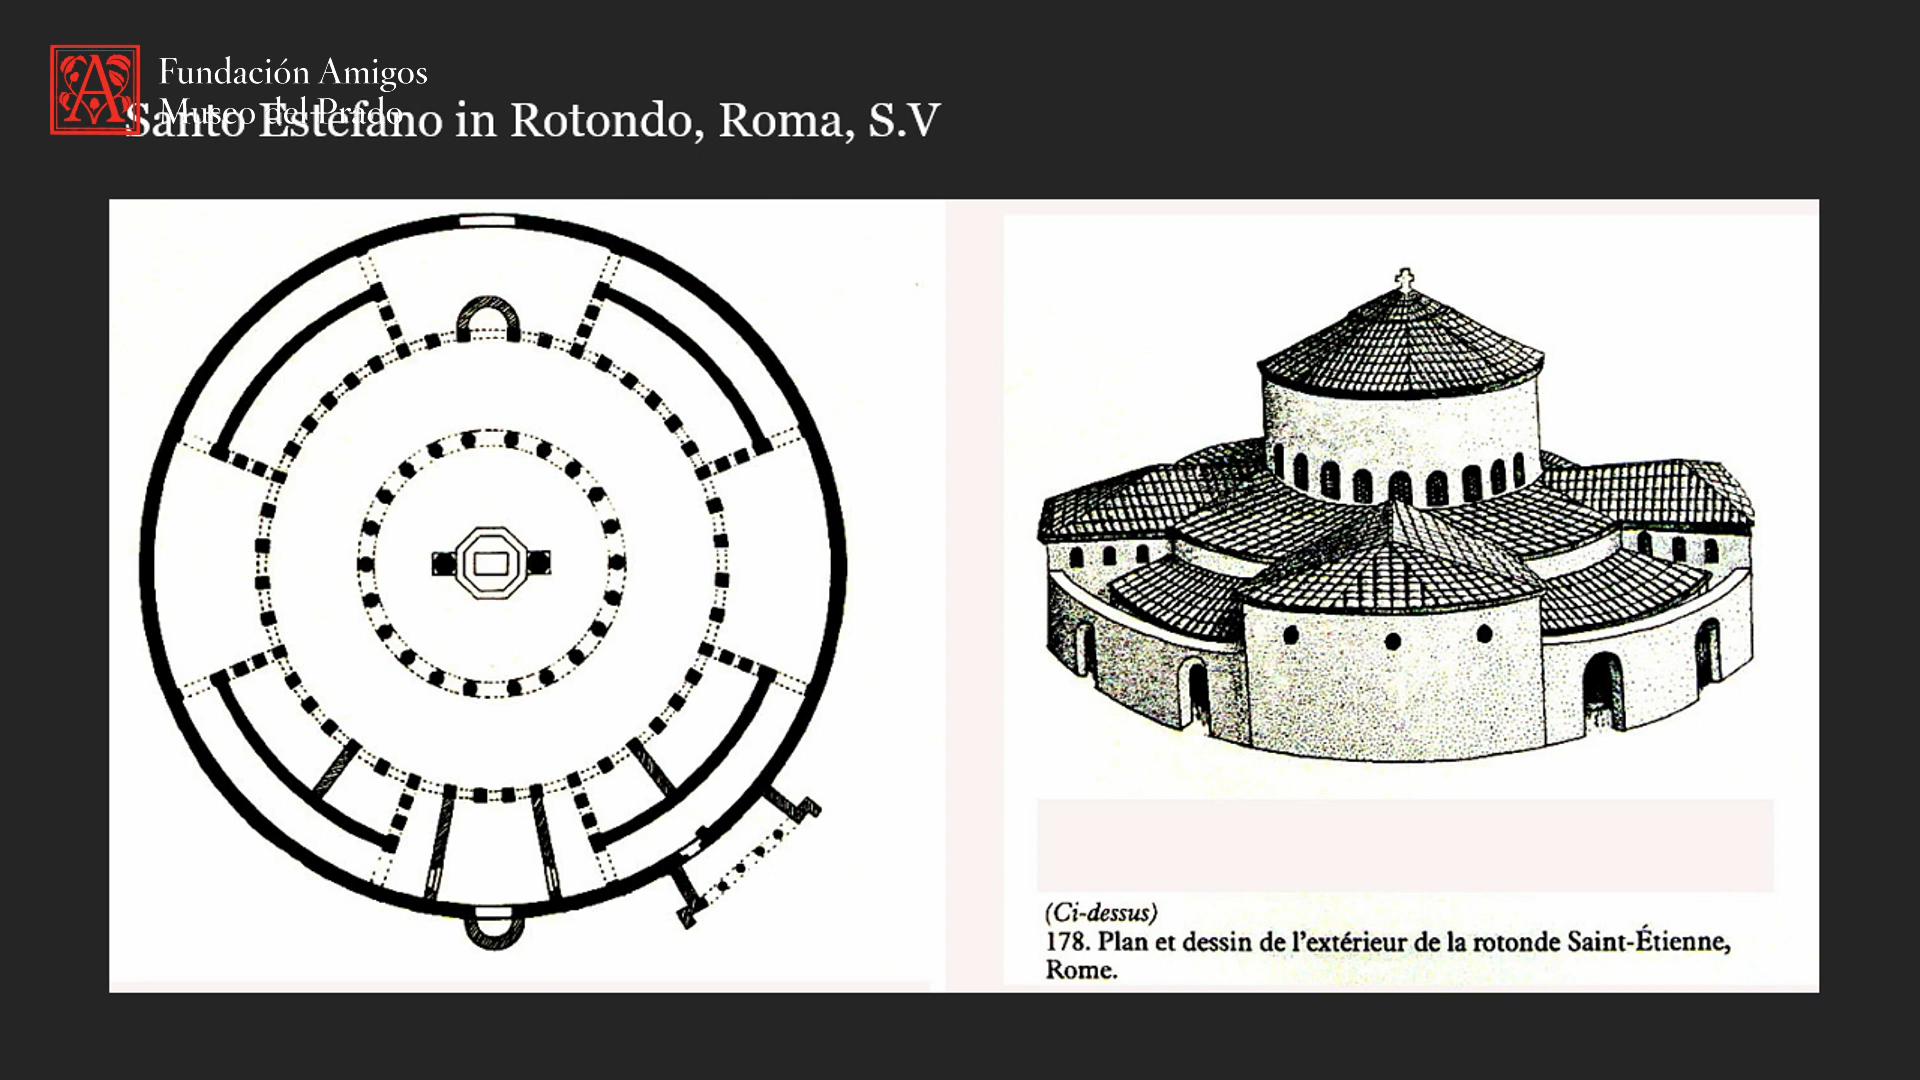 Fundación Amigos
Museo del Prado
Santo Estefano in Rotondo, Roma, S.V
(Ci-dessus)
178. Plan et dessin de l'extérieur de la rotonde Saint-Étienne,
Rome.